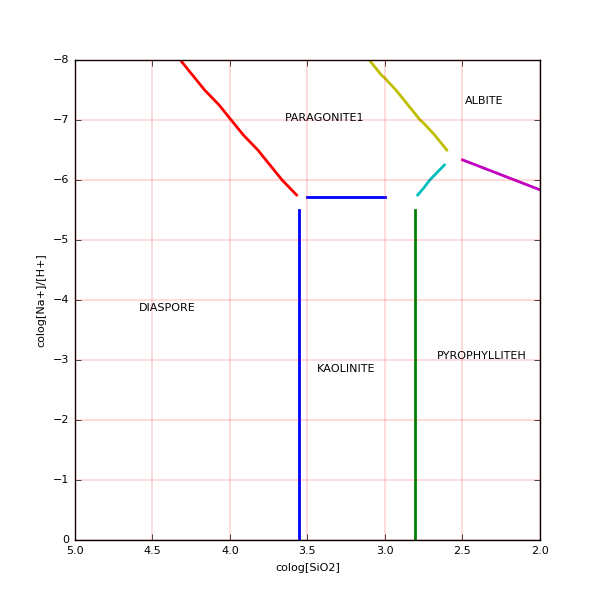 −8
ALBITE
−7
PARAGONITE1
−6
−5
colog[Na+]/[H+]
−4
DIASPORE
−3
KAOLINITE
PYROPHYLLITEH
−2
−1
0
5.0 4.5 4.0 3.5 3.0 2.5 2.0
colog[SiO2]